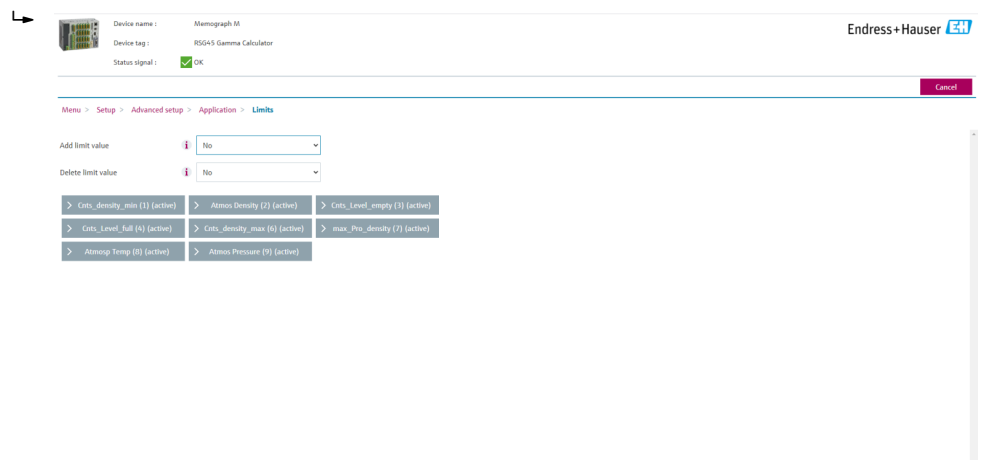 Device name : Memograph M
Endress+Hauser EH
Device tag : RSG45 Gamma Calculator
Status signal : OK
Cancel
Menu > Setup > Advanced setup > Application > Limits
Add limit value i No
Delete limit value i No
> Cnts_density_min (1) (active) > Atmos Density (2) (active) > Cnts_Level_empty (3) (active)
> Cnts_Level_full (4) (active) > Cnts_density_max (6) (active) > max_Pro_density (7) (active)
> Atmosp Temp (8) (active) > Atmos Pressure (9) (active)